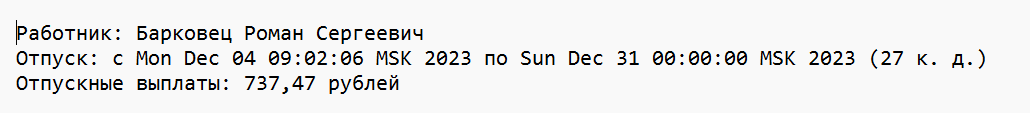 Работник: Барковец Роман Сергеевич
Отпуск: с Mon Dec 04 09:02:06 MSK 2023 по Sun Dec 31 00:00:00 MSK 2023 (27 к. д.)
Отпускные выплаты: 737,47 рублей